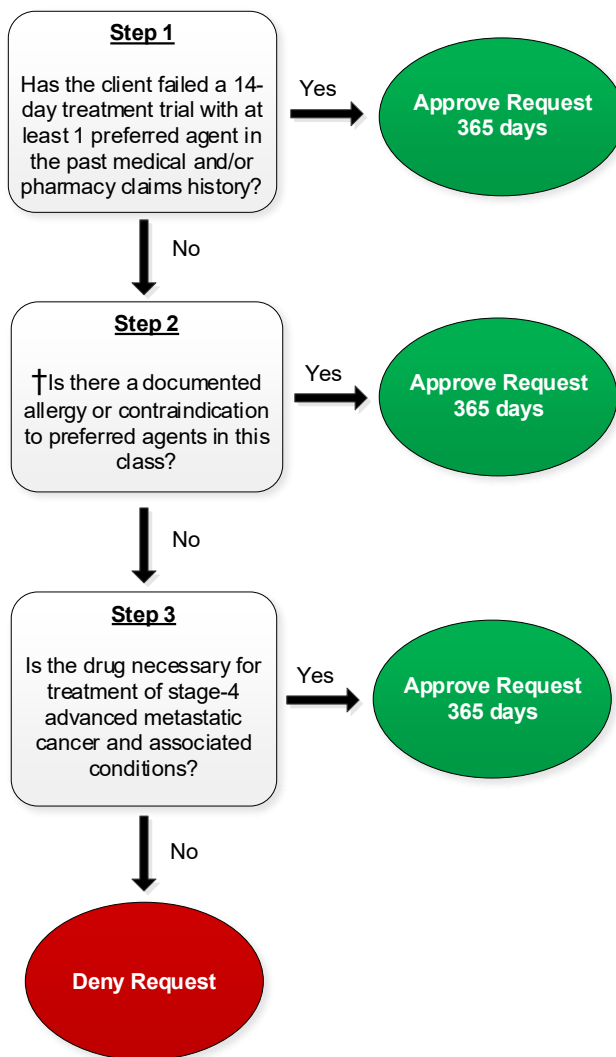 Step 1
Has the client failed a 14-
day treatment trial with at
least 1 preferred agent in
the past medical and/or
pharmacy claims history?
Yes
Approve Request
365 days
No
Step 2
†Is there a documented
allergy or contraindication
to preferred agents in this
class?
Yes
Approve Request
365 days
No
Step 3
Is the drug necessary for
treatment of stage-4
advanced metastatic
cancer and associated
conditions?
Yes
Approve Request
365 days
No
Deny Request